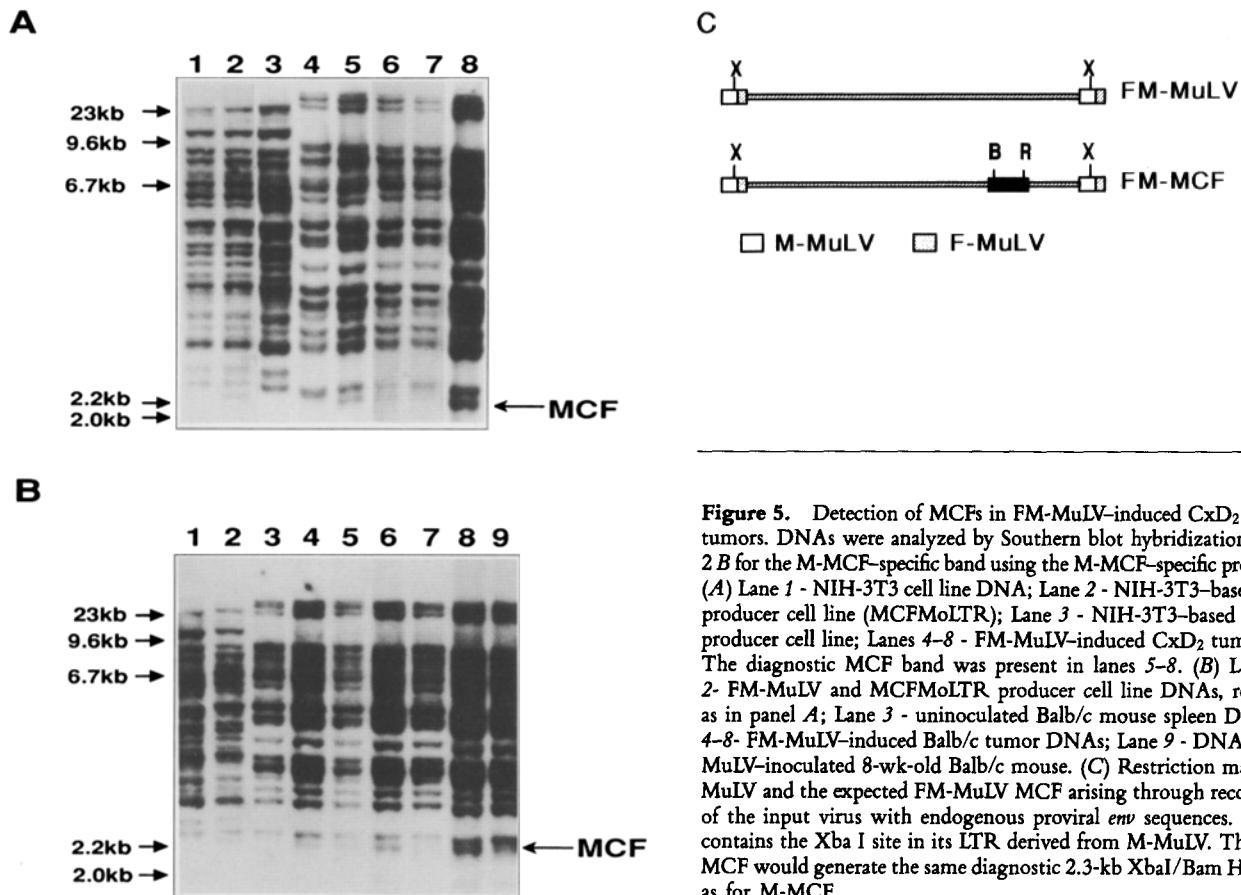 A
1 2 3 4 5 6 7 8
23kb
9.6kb
6.7kb
2.2kb
2.0kb
MCF
B
1 2 3 4 5 6 7 8 9
23kb
9.6kb
6.7kb
2.2kb
2.0kb
MCF
C
X X
FM-MuLV
X B R X
FM-MCF
M-MuLV F-MuLV
Figure 5. Detection of MCFs in FM-MuLV–induced CxD2
tumors. DNAs were analyzed by Southern blot hybridization
2 B for the M-MCF–specific band using the M-MCF–specific
(A) Lane 1 - NIH-3T3 cell line DNA; Lane 2 - NIH-3T3–
producer cell line (MCFMoLTR); Lane 3 - NIH-3T3–based
producer cell line; Lanes 4–8 - FM-MuLV–induced CxD2
The diagnostic MCF band was present in lanes 5–8. (B)
2- FM-MuLV and MCFMoLTR producer cell line DNAs,
as in panel A; Lane 3 - uninoculated Balb/c mouse spleen
4–8- FM-MuLV–induced Balb/c tumor DNAs; Lane 9 - DNA
MuLV–inoculated 8-wk-old Balb/c mouse. (C) Restriction
MuLV and the expected FM-MuLV MCF arising through
of the input virus with endogenous proviral env sequences.
contains the Xba I site in its LTR derived from M-MuLV.
MCF would generate the same diagnostic 2.3-kb XbaI/Bam
as for M-MCF